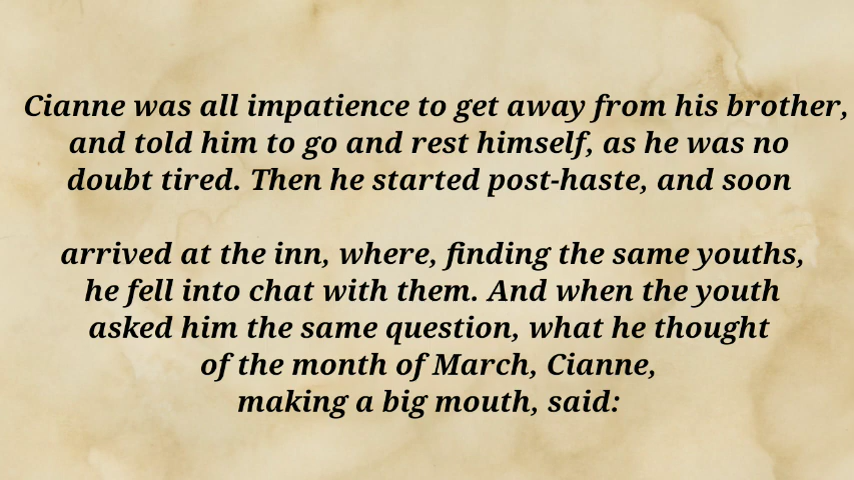 Cianne was all impatience to get away from his brother,
and told him to go and rest himself, as he was no
doubt tired. Then he started post-haste, and soon
arrived at the inn, where, finding the same youths,
he fell into chat with them. And when the youth
asked him the same question, what he thought
of the month of March, Cianne,
making a big mouth, said: